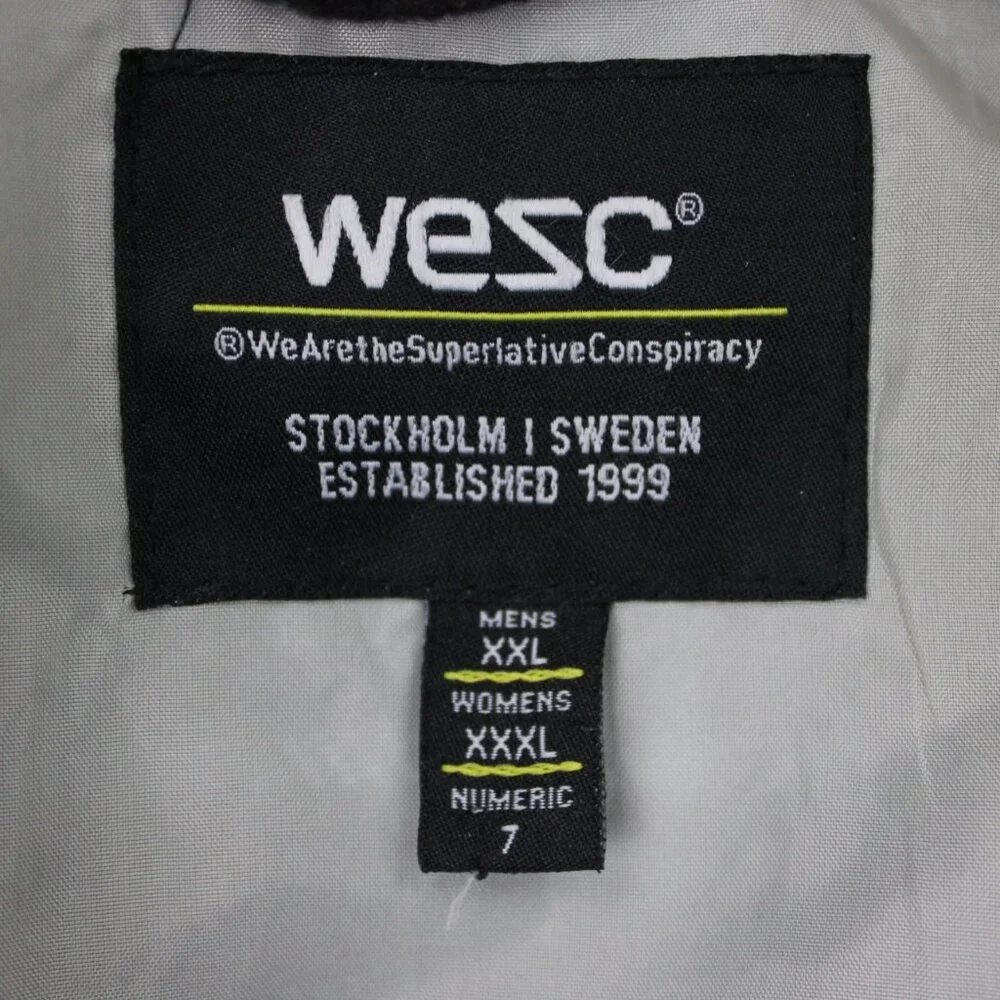 wesc®
®WeAretheSuperlativeConspiracy
STOCKHOLM | SWEDEN
ESTABLISHED 1999
MENS
XXL
WOMENS
XXXL
NUMERIC
7